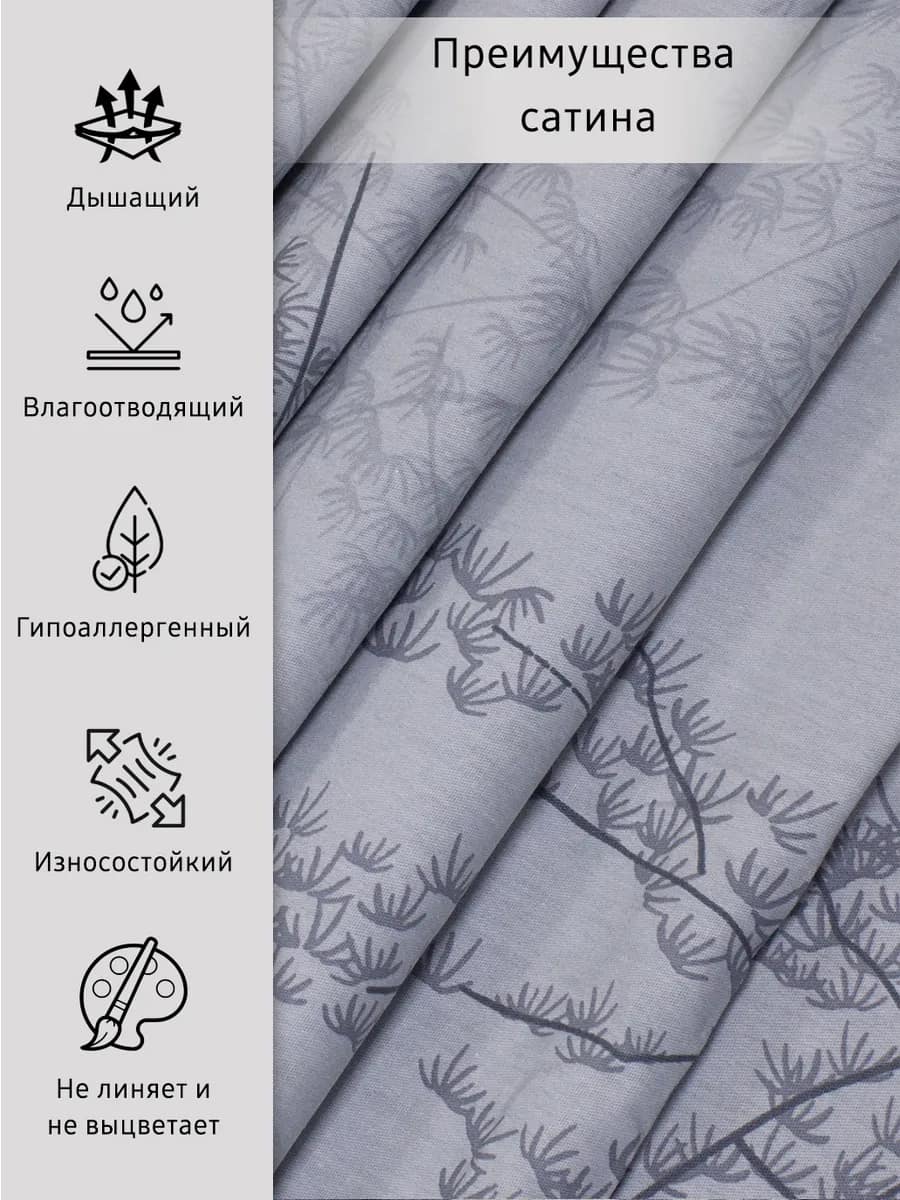 Преимущества
сатина
Дышащий
Влагоотводящий
Гипоаллергенный
Износостойкий
Не линяет и
не выцветает